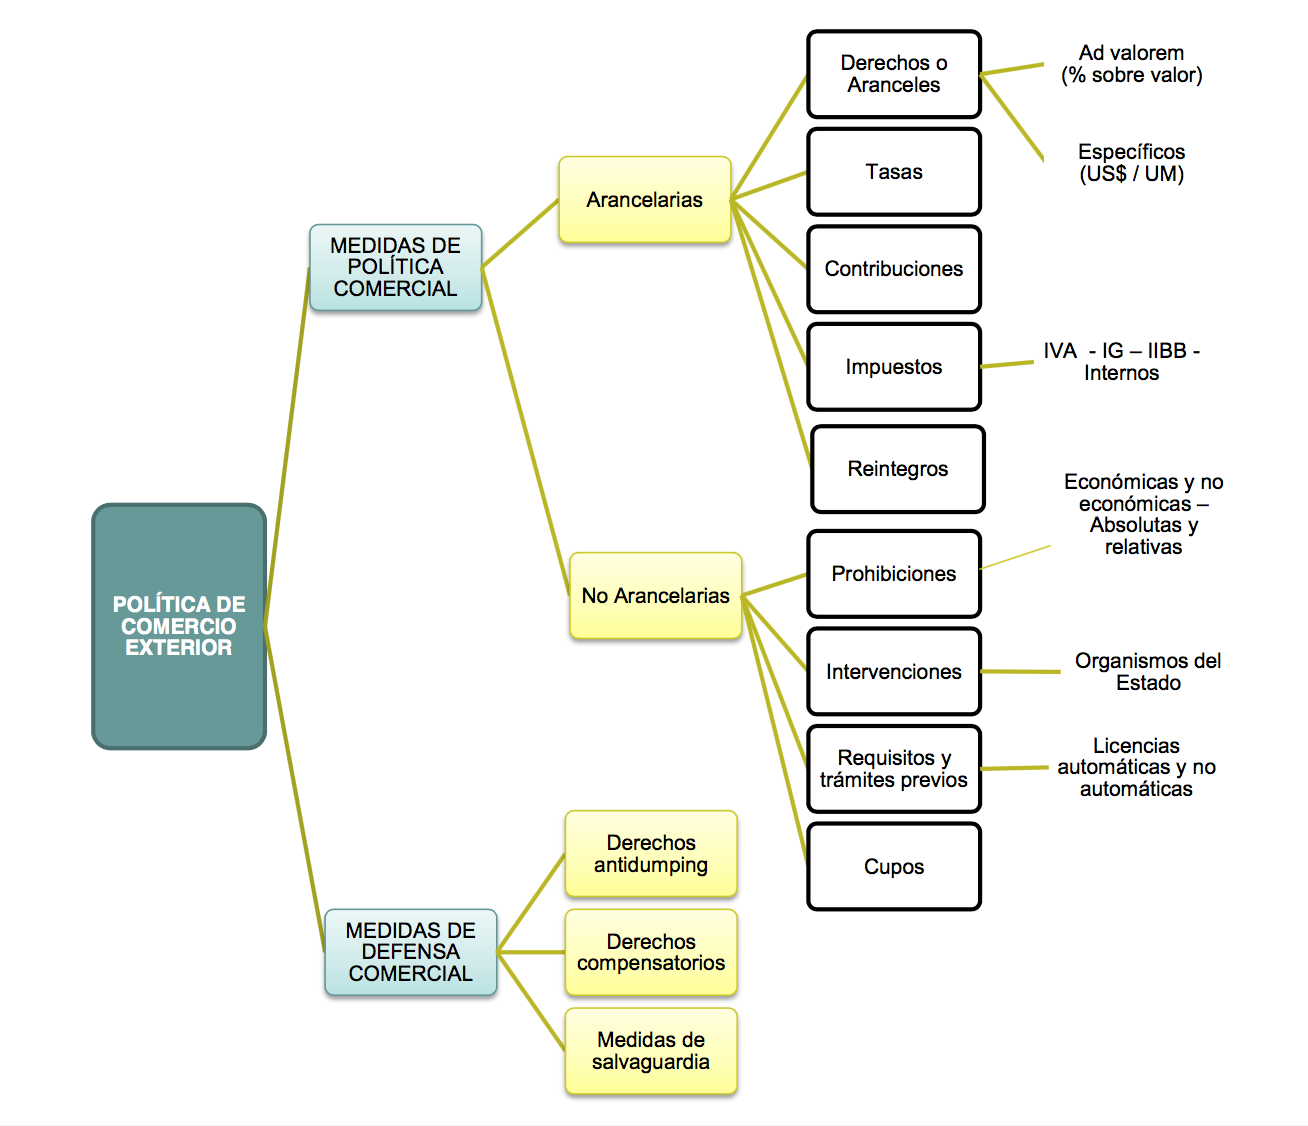 POLÍTICA DE
COMERCIO
EXTERIOR
MEDIDAS DE
POLÍTICA
COMERCIAL
Arancelarias
Derechos o
Aranceles
Ad valorem
(% sobre valor)
Específicos
(US$ / UM)
Tasas
Contribuciones
Impuestos
IVA  - IG – IIBB -
Internos
Reintegros
No Arancelarias
Prohibiciones
Económicas y no
económicas –
Absolutas y
relativas
Intervenciones
Organismos del
Estado
Requisitos y
trámites previos
Licencias
automáticas y no
automáticas
Cupos
MEDIDAS DE
DEFENSA
COMERCIAL
Derechos
antidumping
Derechos
compensatorios
Medidas de
salvaguardia